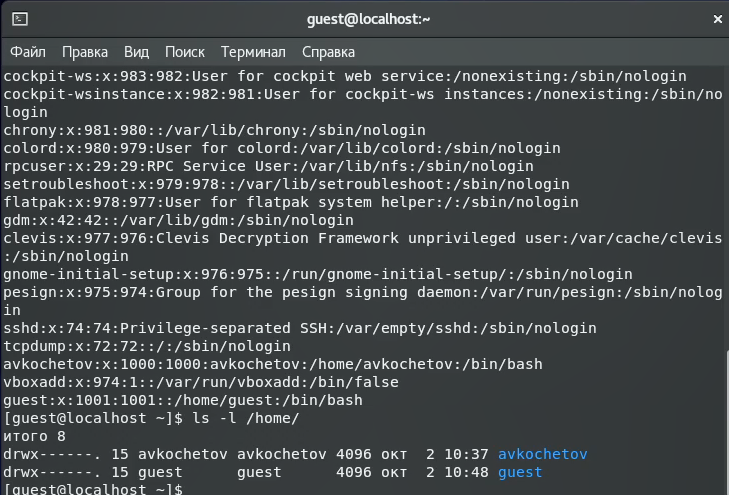 guest@localhost:~
Файл Правка Вид Поиск Терминал Справка
cockpit-ws:x:983:982:User for cockpit web service:/nonexisting:/sbin/nologin
cockpit-wsinstance:x:982:981:User for cockpit-ws instances:/nonexisting:/sbin/no
login
chrony:x:981:980::/var/lib/chrony:/sbin/nologin
colord:x:980:979:User for colord:/var/lib/colord:/sbin/nologin
rpcuser:x:29:29:RPC Service User:/var/lib/nfs:/sbin/nologin
setroubleshoot:x:979:978::/var/lib/setroubleshoot:/sbin/nologin
flatpak:x:978:977:User for flatpak system helper:/:/sbin/nologin
gdm:x:42:42::/var/lib/gdm:/sbin/nologin
clevis:x:977:976:Clevis Decryption Framework unprivileged user:/var/cache/clevis
:/sbin/nologin
gnome-initial-setup:x:976:975::/run/gnome-initial-setup/:/sbin/nologin
pesign:x:975:974:Group for the pesign signing daemon:/var/run/pesign:/sbin/nolog
in
sshd:x:74:74:Privilege-separated SSH:/var/empty/sshd:/sbin/nologin
tcpdump:x:72:72::/:/sbin/nologin
avkochetov:x:1000:1000:avkochetov:/home/avkochetov:/bin/bash
vboxadd:x:974:1::/var/run/vboxadd:/bin/false
guest:x:1001:1001::/home/guest:/bin/bash
[guest@localhost ~]$ ls -l /home/
итого 8
drwx------. 15 avkochetov avkochetov 4096 окт  2 10:37 avkochetov
drwx------. 15 guest      guest      4096 окт  2 10:48 guest
[guest@localhost ~]$